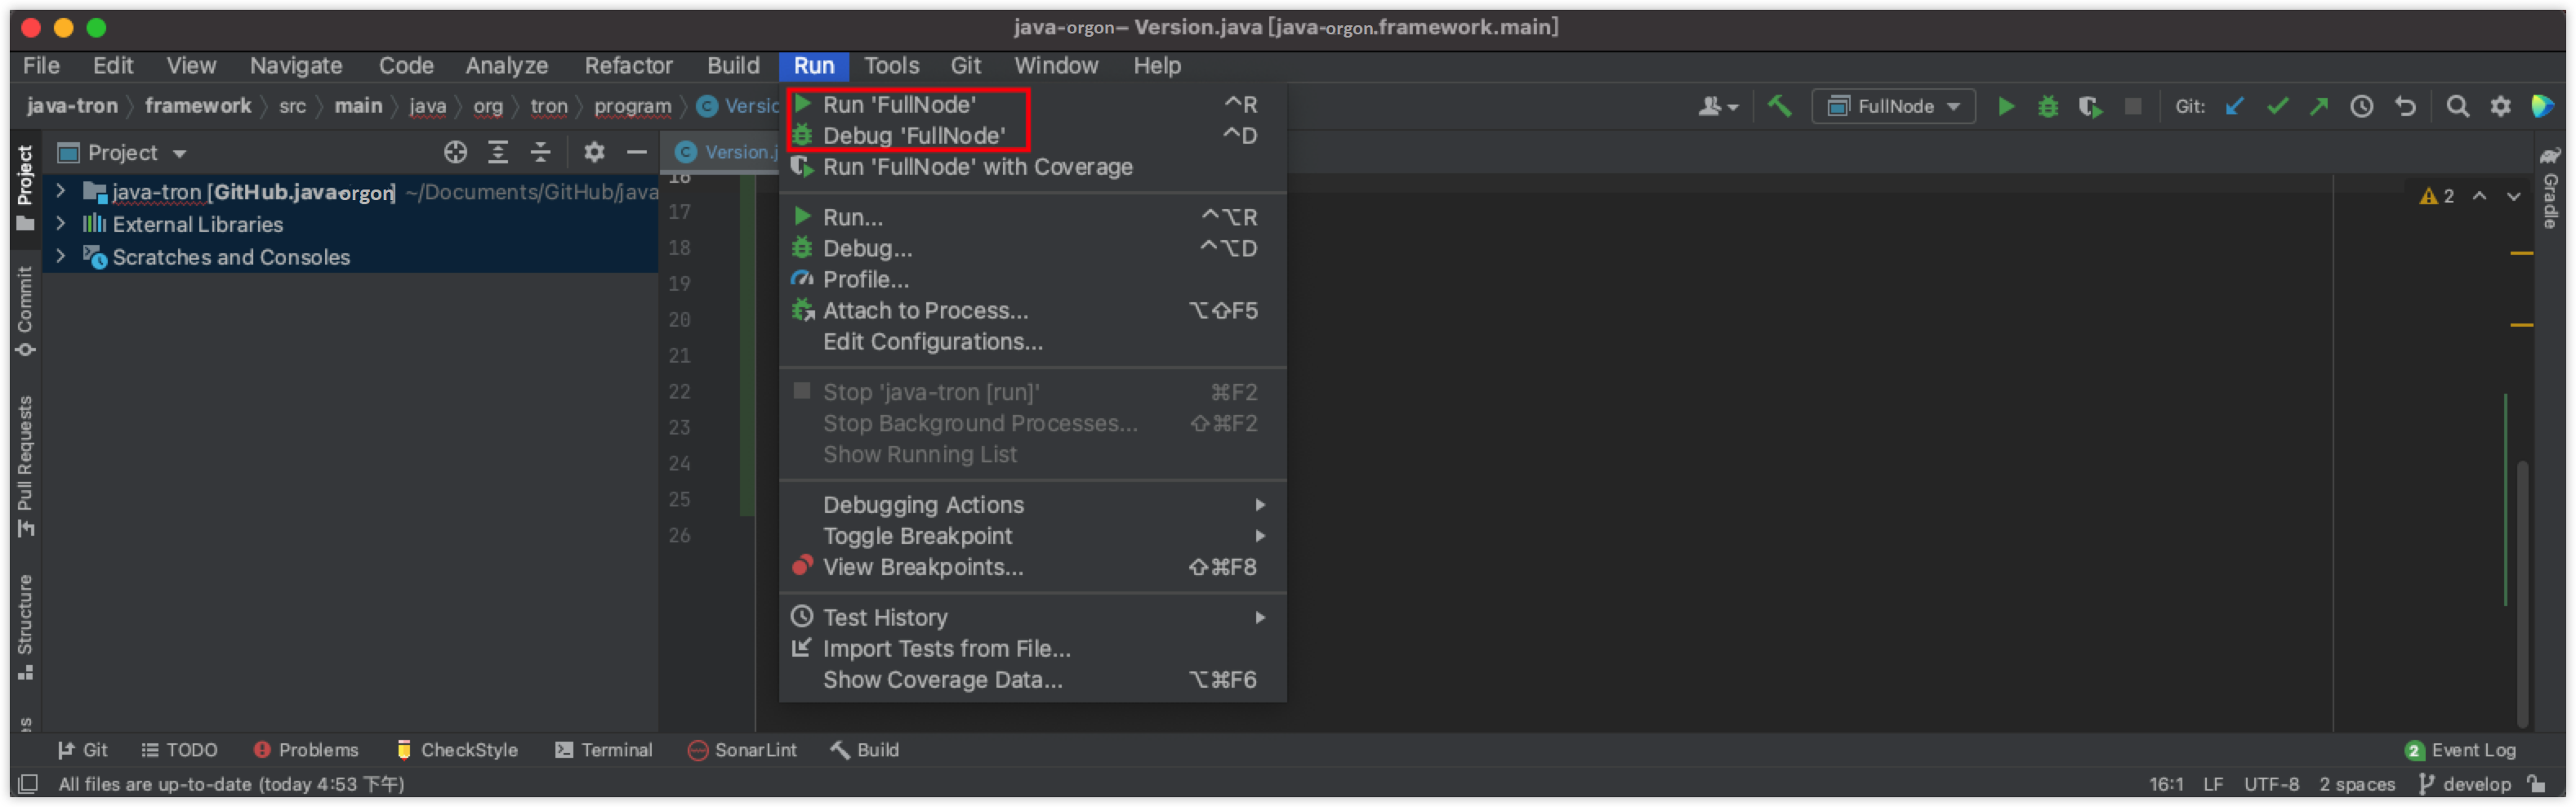 java-orgon– Version.java [java-orgon.framework.main]
File Edit View Navigate Code Analyze Refactor Build Run Tools Git Window Help
java-tron framework src main java org tron program Versic FullNode Git:
Project
Version.j
java-tron [GitHub.java-orgon] ~/Documents/GitHub/java
External Libraries
Scratches and Consoles
Project
Commit
Pull Requests
Structure
es
16
17
18
19
20
21
22
23
24
25
26
Run 'FullNode' ^R
Debug 'FullNode' ^D
Run 'FullNode' with Coverage
Run... ^⌥R
Debug... ^⌥D
Profile...
Attach to Process... ⌥⇧F5
Edit Configurations...
Stop 'java-tron [run]' ⌘F2
Stop Background Processes... ⇧⌘F2
Show Running List
Debugging Actions
Toggle Breakpoint
View Breakpoints... ⇧⌘F8
Test History
Import Tests from File...
Show Coverage Data... ⌥⌘F6
2
Gradle
Git TODO Problems CheckStyle Terminal SonarLint Build 2 Event Log
All files are up-to-date (today 4:53 下午) 16:1 LF UTF-8 2 spaces develop